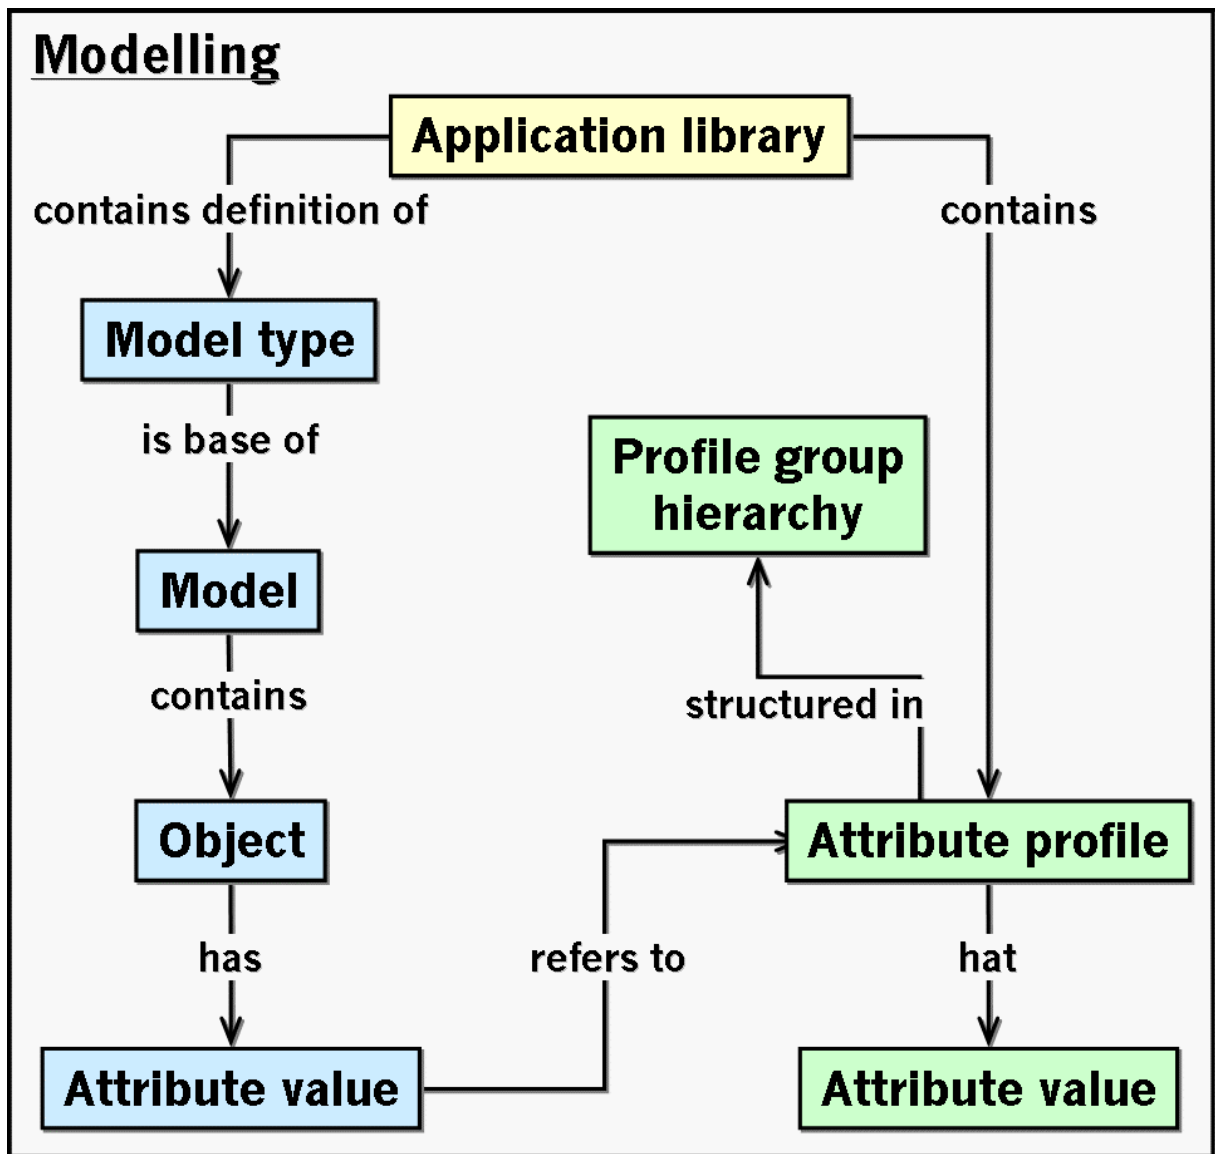 Modelling
Application library
contains definition of
contains
Model type
is base of
Profile group
hierarchy
Model
contains
structured in
Object
Attribute profile
has
refers to
hat
Attribute value
Attribute value